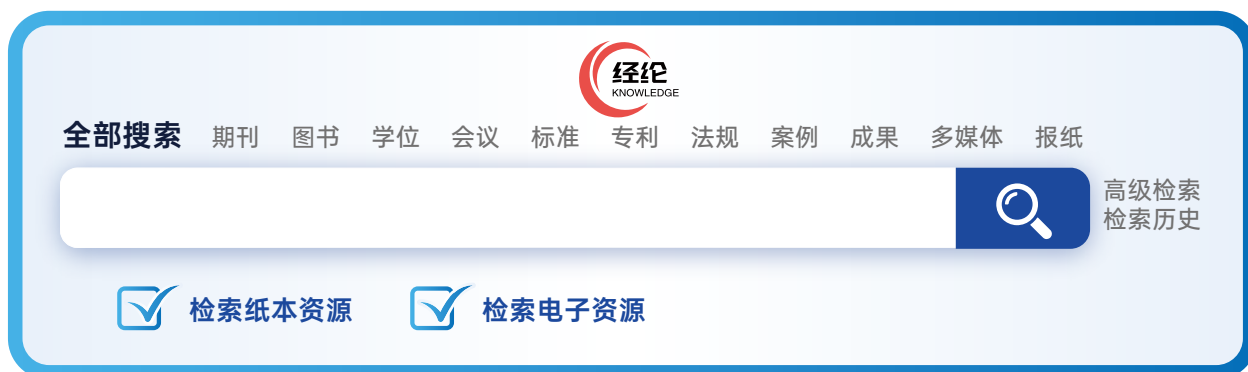 经纶
KNOWLEDGE
全部搜索 期刊 图书 学位 会议 标准 专利 法规 案例 成果 多媒体 报纸
高级检索
检索历史
检索纸本资源 检索电子资源